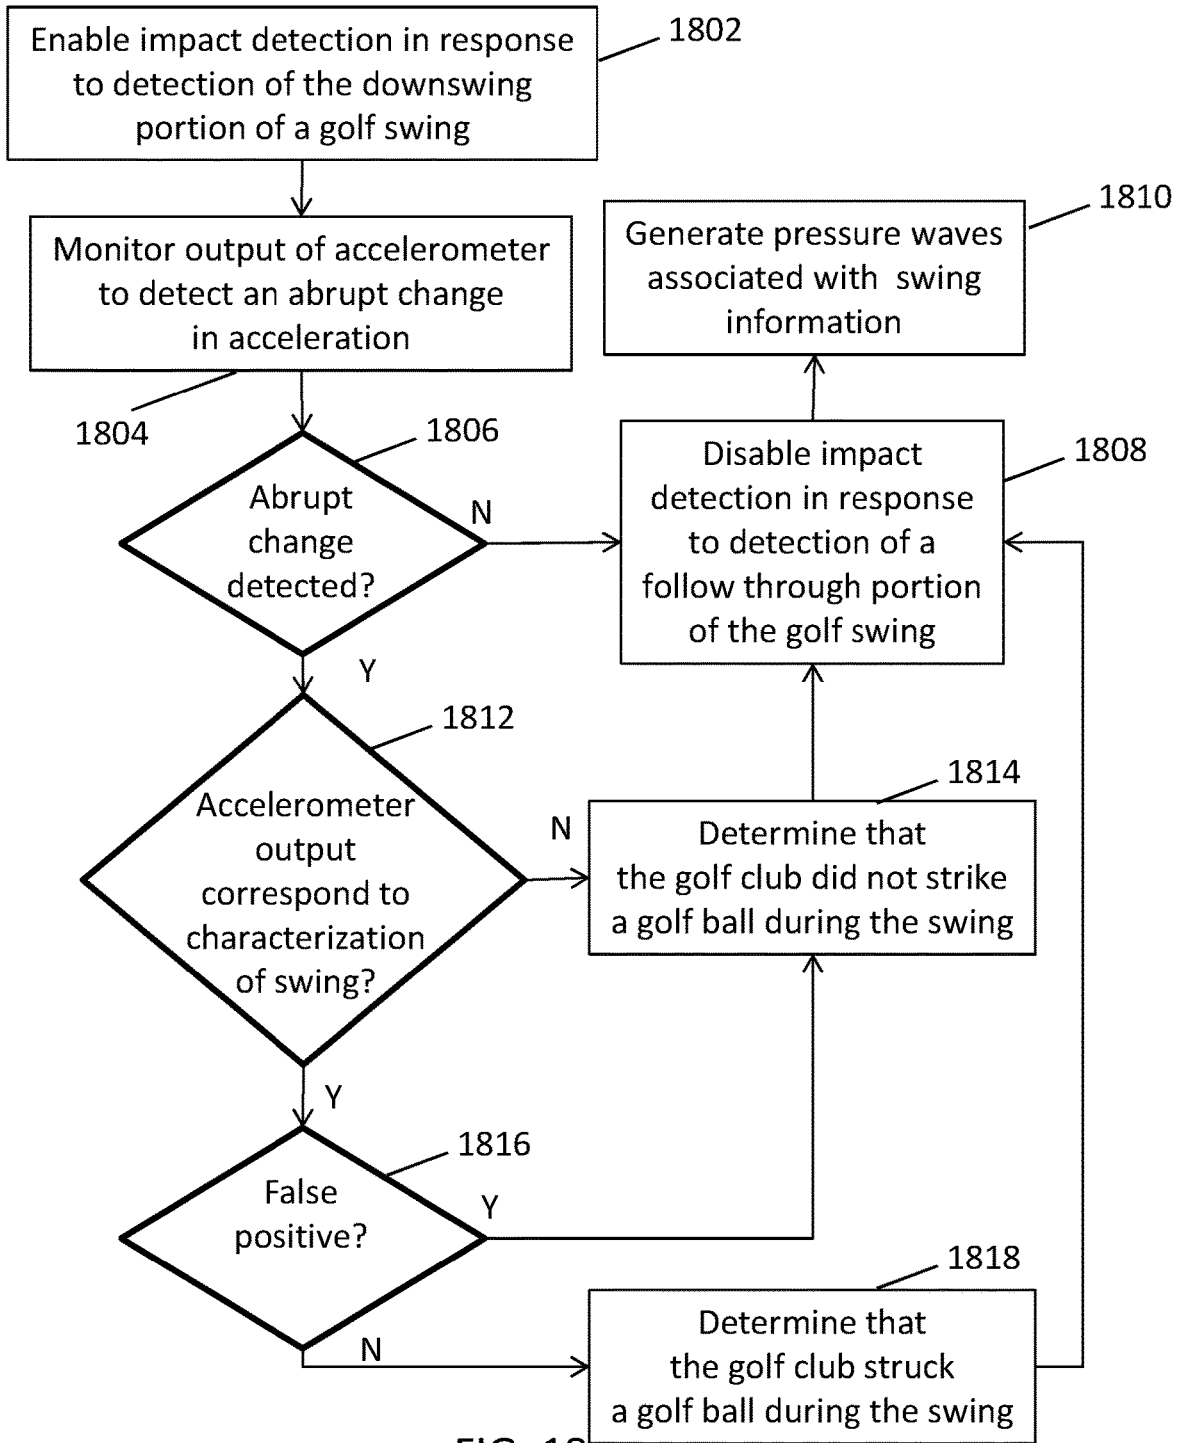 Enable impact detection in response
to detection of the downswing
portion of a golf swing
1802
Monitor output of accelerometer
to detect an abrupt change
in acceleration
1804
Generate pressure waves
associated with swing
information
1810
Abrupt
change
detected?
1806
N
Y
Disable impact
detection in response
to detection of a
follow through portion
of the golf swing
1808
Accelerometer
output
correspond to
characterization
of swing?
1812
N
Y
Determine that
the golf club did not strike
a golf ball during the swing
1814
False
positive?
1816
Y
N
Determine that
the golf club struck
a golf ball during the swing
1818